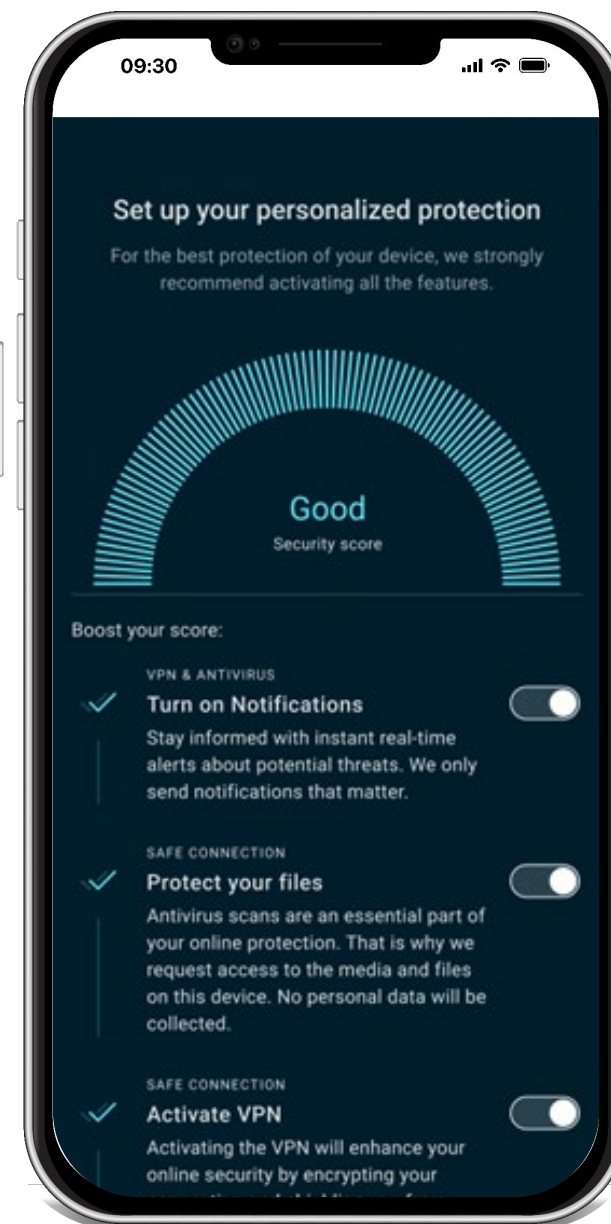 09:30
Set up your personalized protection
For the best protection of your device, we strongly
recommend activating all the features.
Good
Security score
Boost your score:
VPN & ANTIVIRUS
Turn on Notifications
Stay informed with instant real-time
alerts about potential threats. We only
send notifications that matter.
SAFE CONNECTION
Protect your files
Antivirus scans are an essential part of
your online protection. That is why we
request access to the media and files
on this device. No personal data will be
collected.
SAFE CONNECTION
Activate VPN
Activating the VPN will enhance your
online security by encrypting your